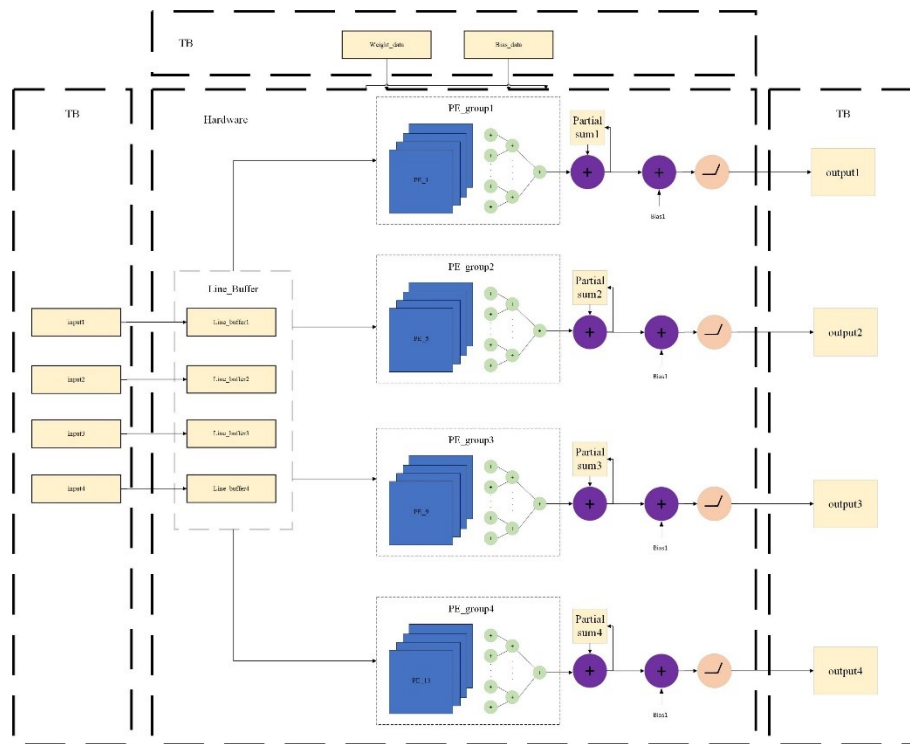 TB
Weight_data
Bias_data
TB
Hardware
TB
PE_group1
PE_1
Partial
sum1
Bias1
output1
Line_Buffer
PE_group2
PE_5
Partial
sum2
Bias1
output2
input1
Line_buffer1
input2
Line_buffer2
input3
Line_buffer3
input4
Line_buffer4
PE_group3
PE_9
Partial
sum3
Bias1
output3
PE_group4
PE_13
Partial
sum4
Bias1
output4